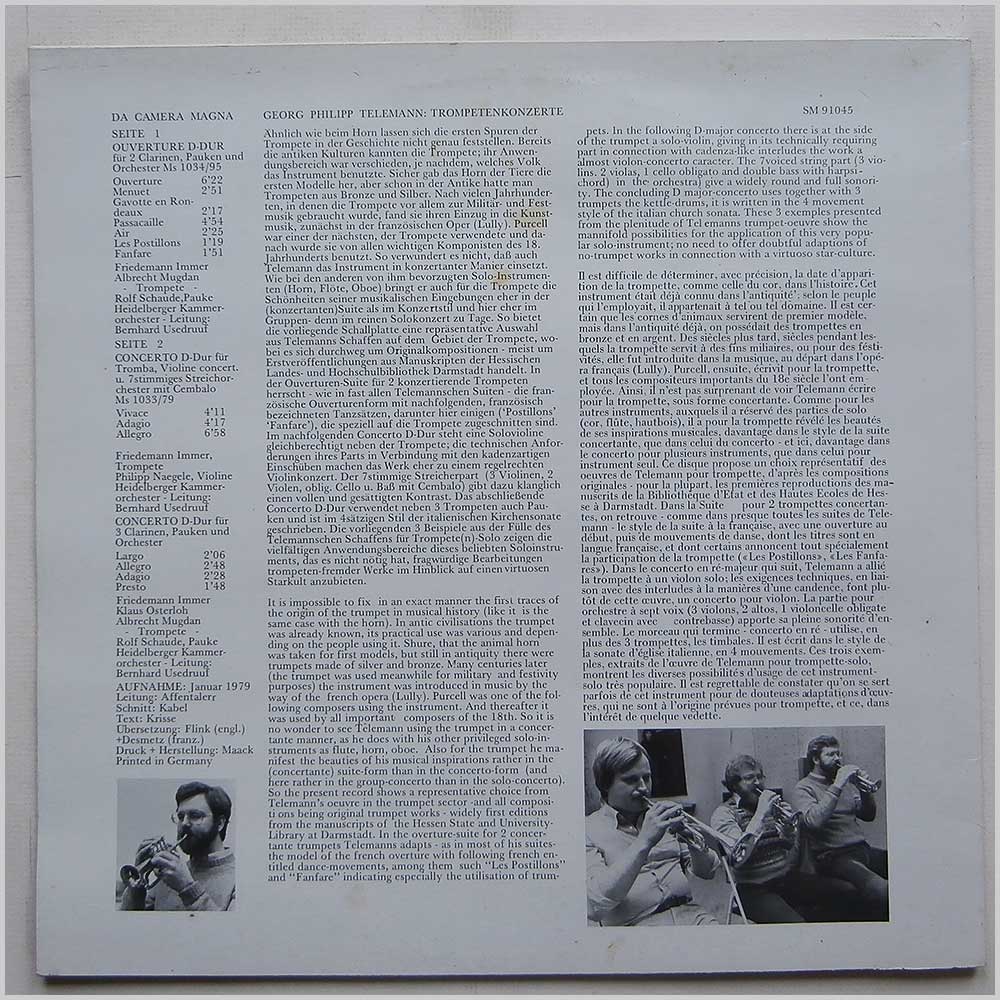 DA CAMERA MAGNA
GEORG PHILIPP TELEMANN: TROMPETENKONZERTE
SM 91045
SEITE 1
OUVERTURE D-DUR
für 2 Clarinen, Pauken und
Orchester Ms 1034/95
Ouverture 6'22
Menuet 2'51
Gavotte en Ron-
deaux 2'17
Passacaille 4'54
Air 2'25
Les Postillons 1'19
Fanfare 1'51
Friedemann Immer
Albrecht Mugdan
- Trompete -
Rolf Schaude,Pauke
Heidelberger Kammer-
orchester - Leitung:
Bernhard Usedruuf
SEITE 2
CONCERTO D-Dur für
Tromba, Violine concert.
u. 7stimmiges Streichor-
chester mit Cembalo
Ms 1033/79
Vivace 4'11
Adagio 4'17
Allegro 6'58
Friedemann Immer,
Trompete
Philipp Naegele, Violine
Heidelberger Kammer-
orchester - Leitung:
Bernhard Usedruuf
CONCERTO D-Dur für
3 Clarinen, Pauken und
Orchester
Largo 2'06
Allegro 2'48
Adagio 2'28
Presto 1'48
Friedemann Immer
Klaus Osterloh
Albrecht Mugdan
- Trompete -
Rolf Schaude, Pauke
Heidelberger Kammer-
orchester - Leitung:
Bernhard Usedruuf
AUFNAHME: Januar 1979
Leitung: Affentalerr
Schnitt: Kabel
Text: Krisse
Übersetzung: Flink (engl.)
+Desmetz (franz.)
Druck + Herstellung: Maack
Printed in Germany
Ähnlich wie beim Horn lassen sich die ersten Spuren der
Trompete in der Geschichte nicht genau feststellen. Bereits
die antiken Kulturen kannten die Trompete; ihr Anwen-
dungsbereich war verschieden, je nachdem, welches Volk
das Instrument benutzte. Sicher gab das Horn der Tiere die
ersten Modelle her, aber schon in der Antike hatte man
Trompeten aus Bronze und Silber. Nach vielen Jahrhunder-
ten, in denen die Trompete vor allem zur Militär- und Fest-
musik gebraucht wurde, fand sie ihren Einzug in die Kunst-
musik, zunächst in der französischen Oper (Lully). Purcell
war einer der nächsten, der Trompete verwendete und da-
nach wurde sie von allen wichtigen Komponisten des 18.
Jahrhunderts benutzt. So verwundert es nicht, daß auch
Telemann das Instrument in konzertanter Manier einsetzt.
Wie bei den anderen von ihm bevorzugten Solo-Instrumen-
ten (Horn, Flöte, Oboe) bringt er auch für die Trompete die
Schönheiten seiner musikalischen Eingebungen eher in der
(konzertanten)Suite als im Konzertstil und hier eher im
Gruppen- denn im reinen Solokonzert zu Tage. So bietet
die vorliegende Schallplatte eine repräsentative Auswahl
aus Telemanns Schaffen auf dem Gebiet der Trompete, wo-
bei es sich durchweg um Originalkompositionen - meist um
Erstveröffentlichungen aus Manuskripten der Hessischen
Landes- und Hochschulbibliothek Darmstadt handelt. In
der Ouverturen-Suite für 2 konzertierende Trompeten
herrscht - wie in fast allen Telemannschen Suiten - die fran-
zösische Ouverturenform mit nachfolgenden, französisch
bezeichneten Tanzsätzen, darunter hier einigen ('Postillons'
'Fanfare'), die speziell auf die Trompete zugeschnitten sind.
Im nachfolgenden Concerto D-Dur steht eine Solovioline
gleichberechtigt neben der Trompete; die technischen Anfor-
derungen ihres Parts in Verbindung mit den kadenzartigen
Einschüben machen das Werk eher zu einem regelrechten
Violinkonzert. Der 7stimmige Streicherpart (3 Violinen, 2
Violen, oblig. Cello u. Baß mit Cembalo) gibt dazu klanglich
einen vollen und gesättigten Kontrast. Das abschließende
Concerto D-Dur verwendet neben 3 Trompeten auch Pau-
ken und ist im 4sätzigen Stil der italienischen Kirchensonate
geschrieben. Die vorliegenden 3 Beispiele aus der Fülle des
Telemannschen Schaffens für Trompete(n)-Solo zeigen die
vielfältigen Anwendungsbereiche dieses beliebten Soloinstru-
ments, das es nicht nötig hat, fragwürdige Bearbeitungen
trompeten-fremder Werke im Hinblick auf einen virtuosen
Starkult anzubieten.
It is impossible to fix in an exact manner the first traces of
the origin of the trumpet in musical history (like it is the
same case with the horn). In antic civilisations the trumpet
was already known, its practical use was various and depen-
ding on the people using it. Shure, that the animal horn
was taken for first models, but still in antiquity there were
trumpets made of silver and bronze. Many centuries later
(the trumpet was used meanwhile for military and festivity
purposes) the instrument was introduced in music by the
way of the french opera (Lully). Purcell was one of the fol-
lowing composers using the instrument. And thereafter it
was used by all important composers of the 18th. So it is
no wonder to see Telemann using the trumpet in a concer-
tante manner, as he does with his other privileged solo-in-
struments as flute, horn, oboe. Also for the trumpet he ma-
nifest the beauties of his musical inspirations rather in the
(concertante) suite-form than in the concerto-form (and
here rather in the group-concerto than in the solo-concerto).
So the present record shows a representative choice from
Telemann's oeuvre in the trumpet sector -and all composi-
tions being original trumpet works - widely first editions
from the manuscripts of the Hessen State and University-
Library at Darmstadt. In the overture-suite for 2 concer-
tante trumpets Telemanns adapts - as in most of his suites-
the model of the french overture with following french en-
titled dance-movements, among them such "Les Postillons"
and "Fanfare" indicating especially the utilisation of trum-
pets. In the following D-major concerto there is at the side
of the trumpet a solo-violin, giving in its technically requiring
part in connection with cadenza-like interludes the work a
almost violon-concerto caracter. The 7voiced string part (3 vio-
lins. 2 violas, 1 cello obligato and double bass with harpsi-
chord) in the orchestra) give a widely round and full sonori-
ty. The concluding D major-concerto uses together with 3
trumpets the kettle-drums, it is written in the 4 movement
style of the italian church sonata. These 3 exemples presented
from the plenitude of Telemanns trumpet-oeuvre show the
mannifold possibilities for the application of this very popu-
lar solo-instrument; no need to offer doubtful adaptions of
no-trumpet works in connection with a virtuoso star-culture.
Il est difficile de déterminer, avec précision, la date d'appari-
tion de la trompette, comme celle du cor, dans l'histoire. Cet
instrument était déjà connu dans l'antiquité'; selon le peuple
qui l'employait, il appartenait à tel ou tel domaine. Il est cer-
tain que les cornes d'animaux servirent de premier modèle,
mais dans l'antiquité déjà, on possédait des trompettes en
bronze et en argent. Des siècles plus tard, siècles pendant les-
quels la trompette servit à des fins miliaires, ou pour des festi-
vités, elle fut introduite dans la musique, au départ dans l'opé-
ra français (Lully). Purcell, ensuite, écrivit pour la trompette,
et tous les compositeurs importants du 18e siècle l'ont em-
ployée. Ainsi, il n'est pas surprenant de voir Telemann écrire
pour la trompette, sous forme concertante. Comme pour les
autres instruments, auxquels il a réservé des parties de solo
(cor, flûte, hautbois), il a pour la trompette révélé les beautés
de ses inspirations musicales, davantage dans le style de la suite
concertante, que dans celui du concerto - et ici, davantage dans
le concerto pour plusieurs instruments, que dans celui pour
instrument seul. Ce disque propose un choix représentatif des
oeuvres de Telemann pour trompette, d'après les compositions
originales - pour la plupart, les premières reproductions des ma-
nuscrits de la Bibliothéque d'Etat et des Hautes Ecoles de Hes-
se à Darmstadt. Dans la Suite pour 2 trompettes concertan-
tes, on retrouve - comme dans presque toutes les suites de Tele-
mann - le style de la suite à la française, avec une ouverture au
début, puis de mouvements de danse, dont les titres sont en
langue française, et dont certains annoncent tout spécialement
la participation de la trompette («Les Postillons», «Les Fanfa-
res»). Dans le concerto en ré-majeur qui suit, Telemann a allié
la trompette à un violon solo; les exigences techniques, en liai-
son avec des interludes à la manières d'une candence, font plu-
tôt de cette œuvre, un concerto pour violon. La partie pour
orchestre à sept voix (3 violons, 2 altos, 1 violoncelle obligate
et clavecin avec contrebasse) apporte sa pleine sonorité d'en-
semble. Le morceau qui termine - concerto en ré - utilise, en
plus des 3 trompettes, les timbales. Il est écrit dans le style de
la sonate d'église italienne, en 4 mouvements. Ces trois exem-
ples, extraits de l'œuvre de Telemann pour trompette-solo,
montrent les diverses possibilités d'usage de cet instrument-
solo très populaire. Il est regrettable de constater qu'on se sert
parfois de cet instrument pour de douteuses adaptations d'œuv-
res, qui ne sont à l'origine prévues pour trompette, et ce, dans
l'intérêt de quelque vedette.